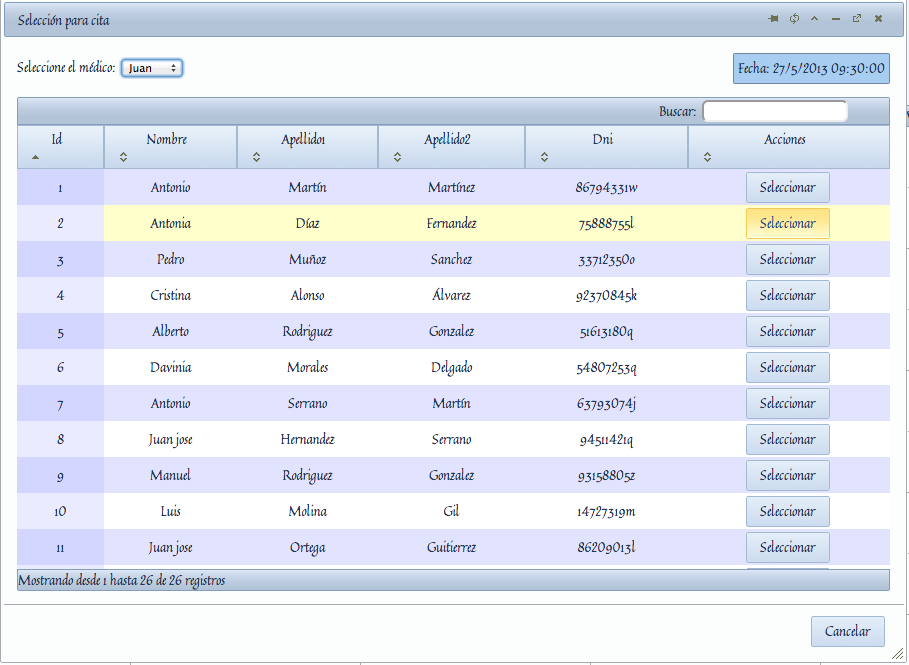 Selección para cita
Seleccione el médico: Juan
Fecha: 27/5/2013 09:30:00
Buscar:
Id Nombre Apellido1 Apellido2 Dni Acciones
1 Antonio Martín Martínez 86794331w Seleccionar
2 Antonia Díaz Fernandez 75888755l Seleccionar
3 Pedro Muñoz Sanchez 33712350o Seleccionar
4 Cristina Alonso Álvarez 92370845k Seleccionar
5 Alberto Rodriguez Gonzalez 51613180q Seleccionar
6 Davinia Morales Delgado 54807253q Seleccionar
7 Antonio Serrano Martín 63793074j Seleccionar
8 Juan jose Hernandez Serrano 94511421q Seleccionar
9 Manuel Rodriguez Gonzalez 93158805z Seleccionar
10 Luis Molina Gil 14727319m Seleccionar
11 Juan jose Ortega Guitierrez 86209013l Seleccionar
Mostrando desde 1 hasta 26 de 26 registros
Cancelar